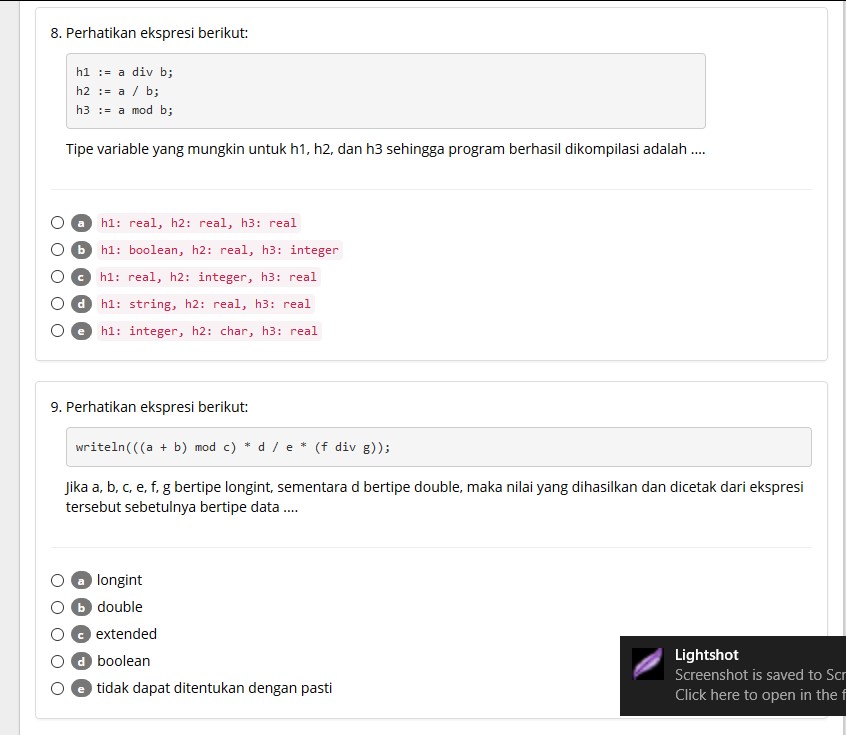 8. Perhatikan ekspresi berikut:
h1 := a div b;
h2 := a / b;
h3 := a mod b;
Tipe variable yang mungkin untuk h1, h2, dan h3 sehingga program berhasil dikompilasi adalah ....
a h1: real, h2: real, h3: real
b h1: boolean, h2: real, h3: integer
c h1: real, h2: integer, h3: real
d h1: string, h2: real, h3: real
e h1: integer, h2: char, h3: real
9. Perhatikan ekspresi berikut:
writeln(((a + b) mod c) * d / e * (f div g));
Jika a, b, c, e, f, g bertipe longint, sementara d bertipe double, maka nilai yang dihasilkan dan dicetak dari ekspresi
tersebut sebetulnya bertipe data ....
a longint
b double
c extended
d boolean
e tidak dapat ditentukan dengan pasti
Lightshot
Screenshot is saved to Scr
Click here to open in the f